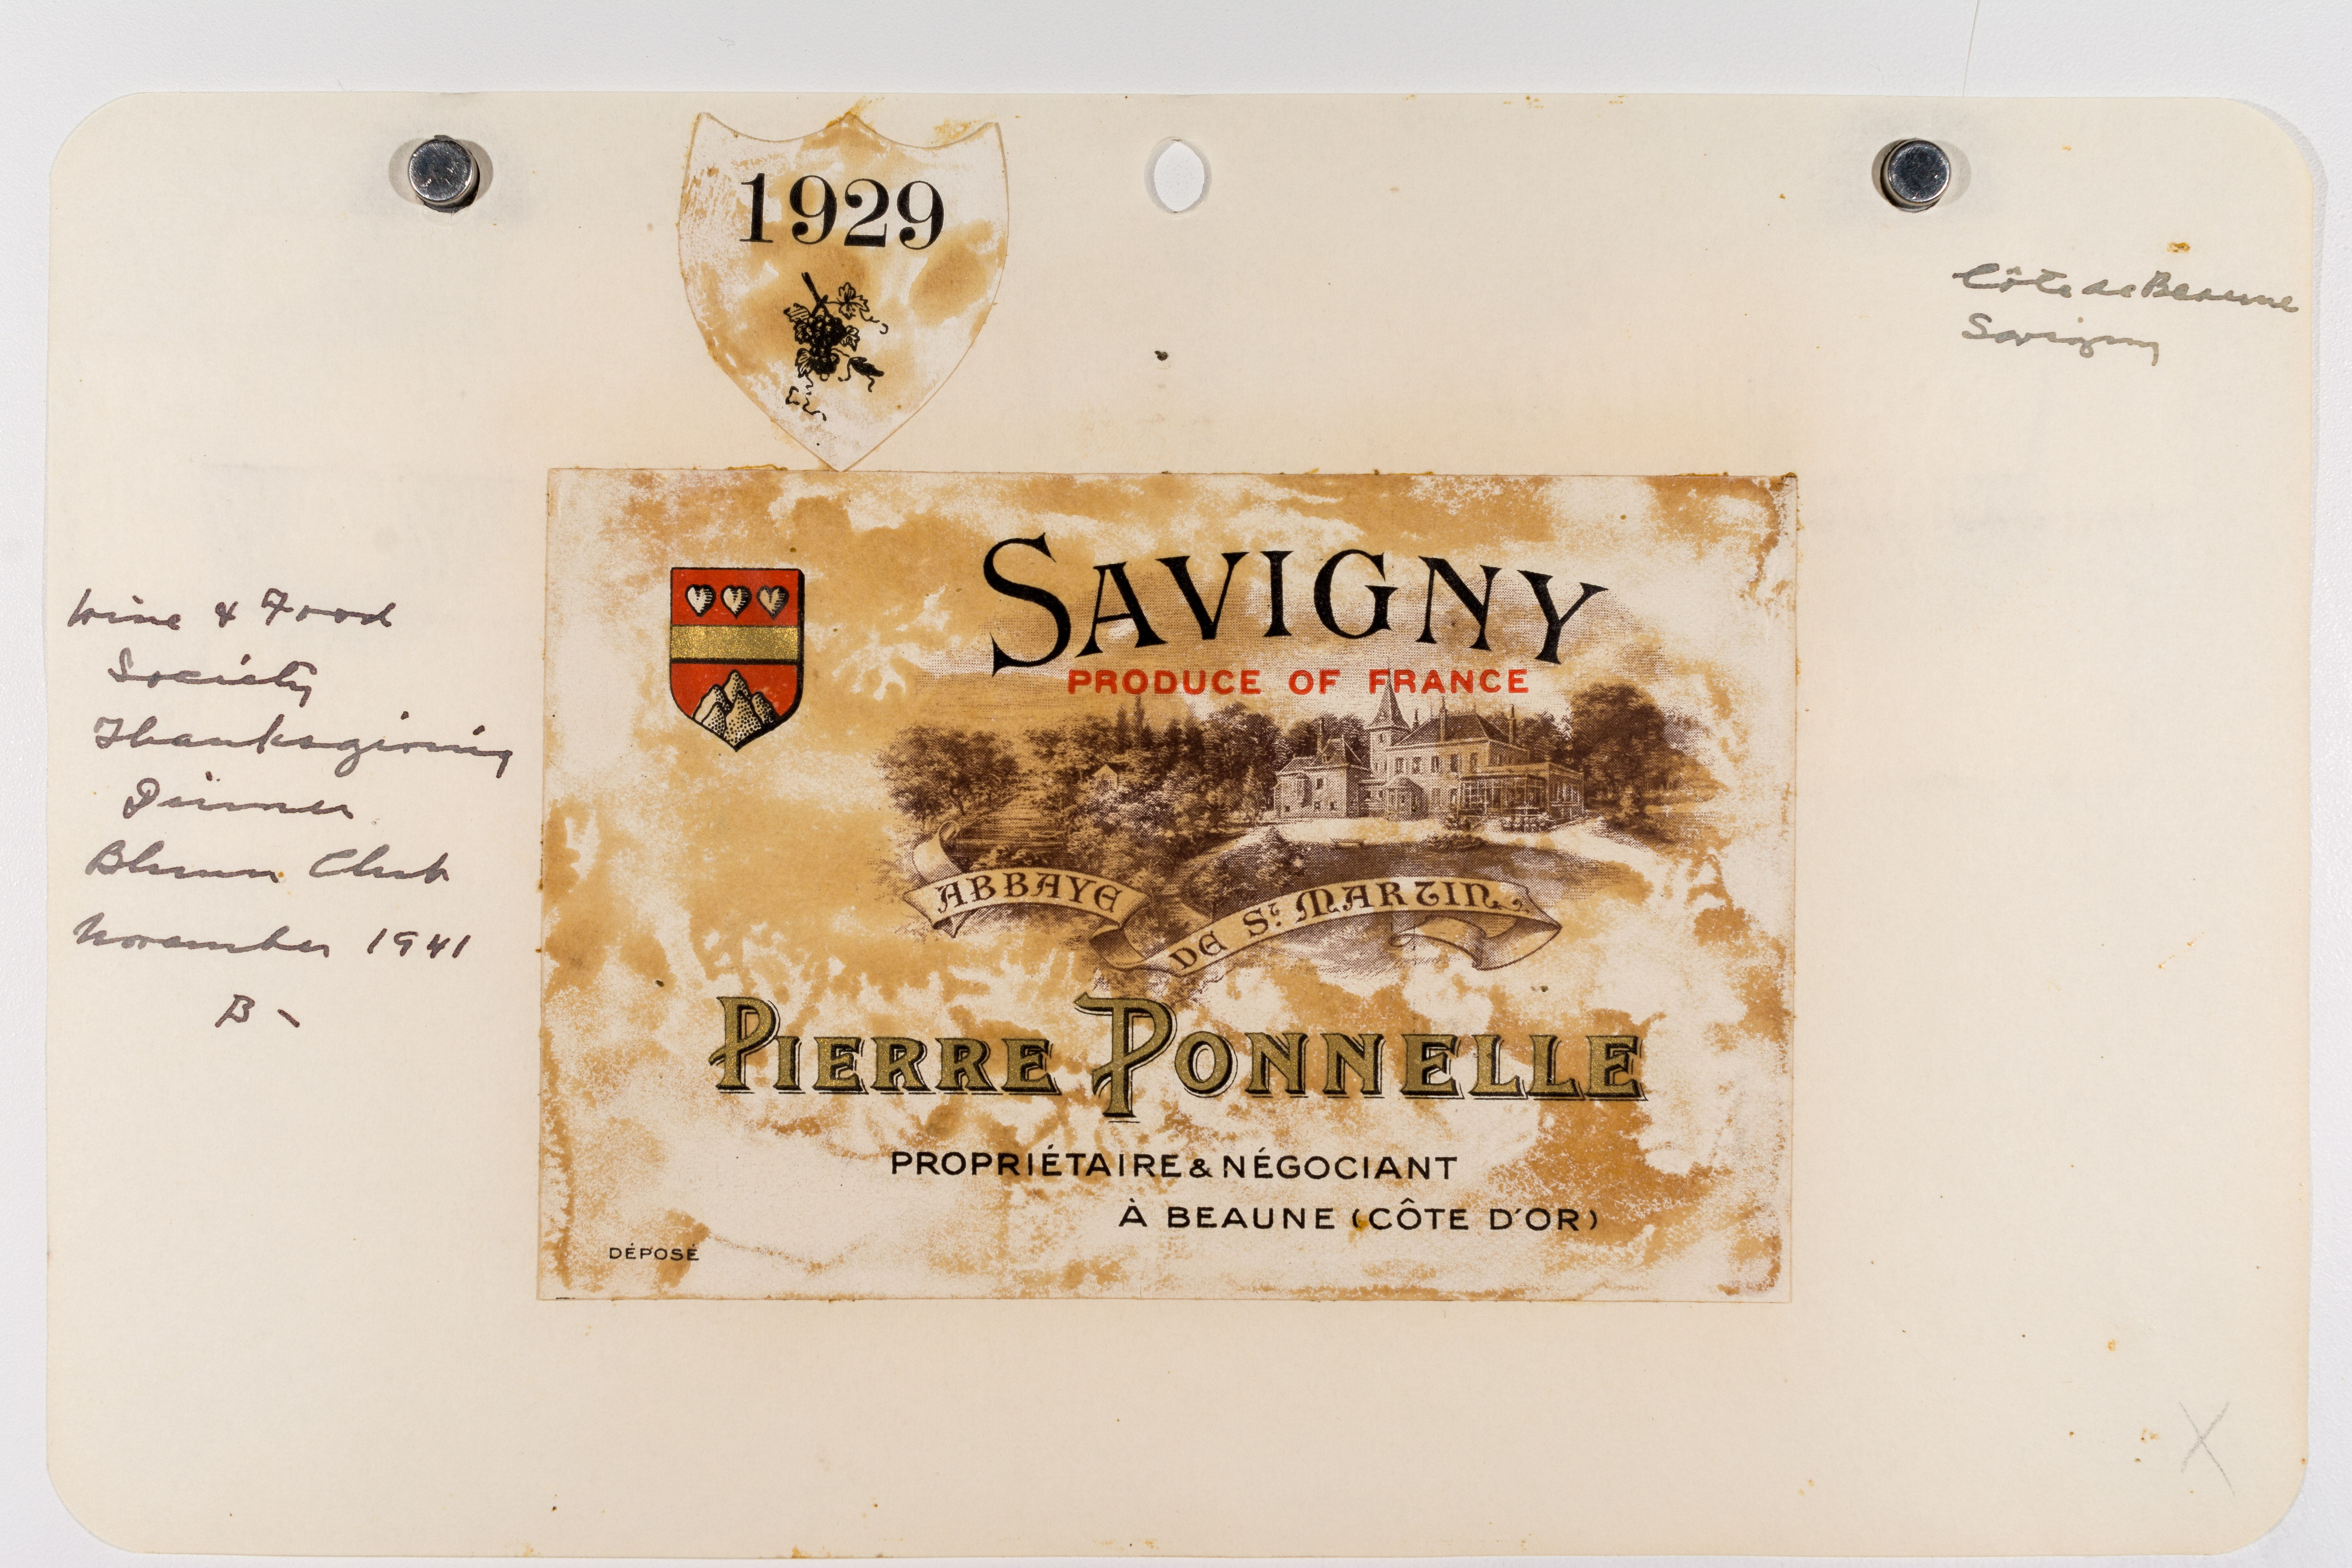 1929
Côte de Beaune
Savigny
SAVIGNY
PRODUCE OF FRANCE
ABBAYE DE ST. MARTIN
PIERRE PONNELLE
PROPRIÉTAIRE & NÉGOCIANT
À BEAUNE (CÔTE D'OR)
DÉPOSÉ
Wine & Food
Society
Thanksgiving
Dinner
Club
November 1941
B -
X